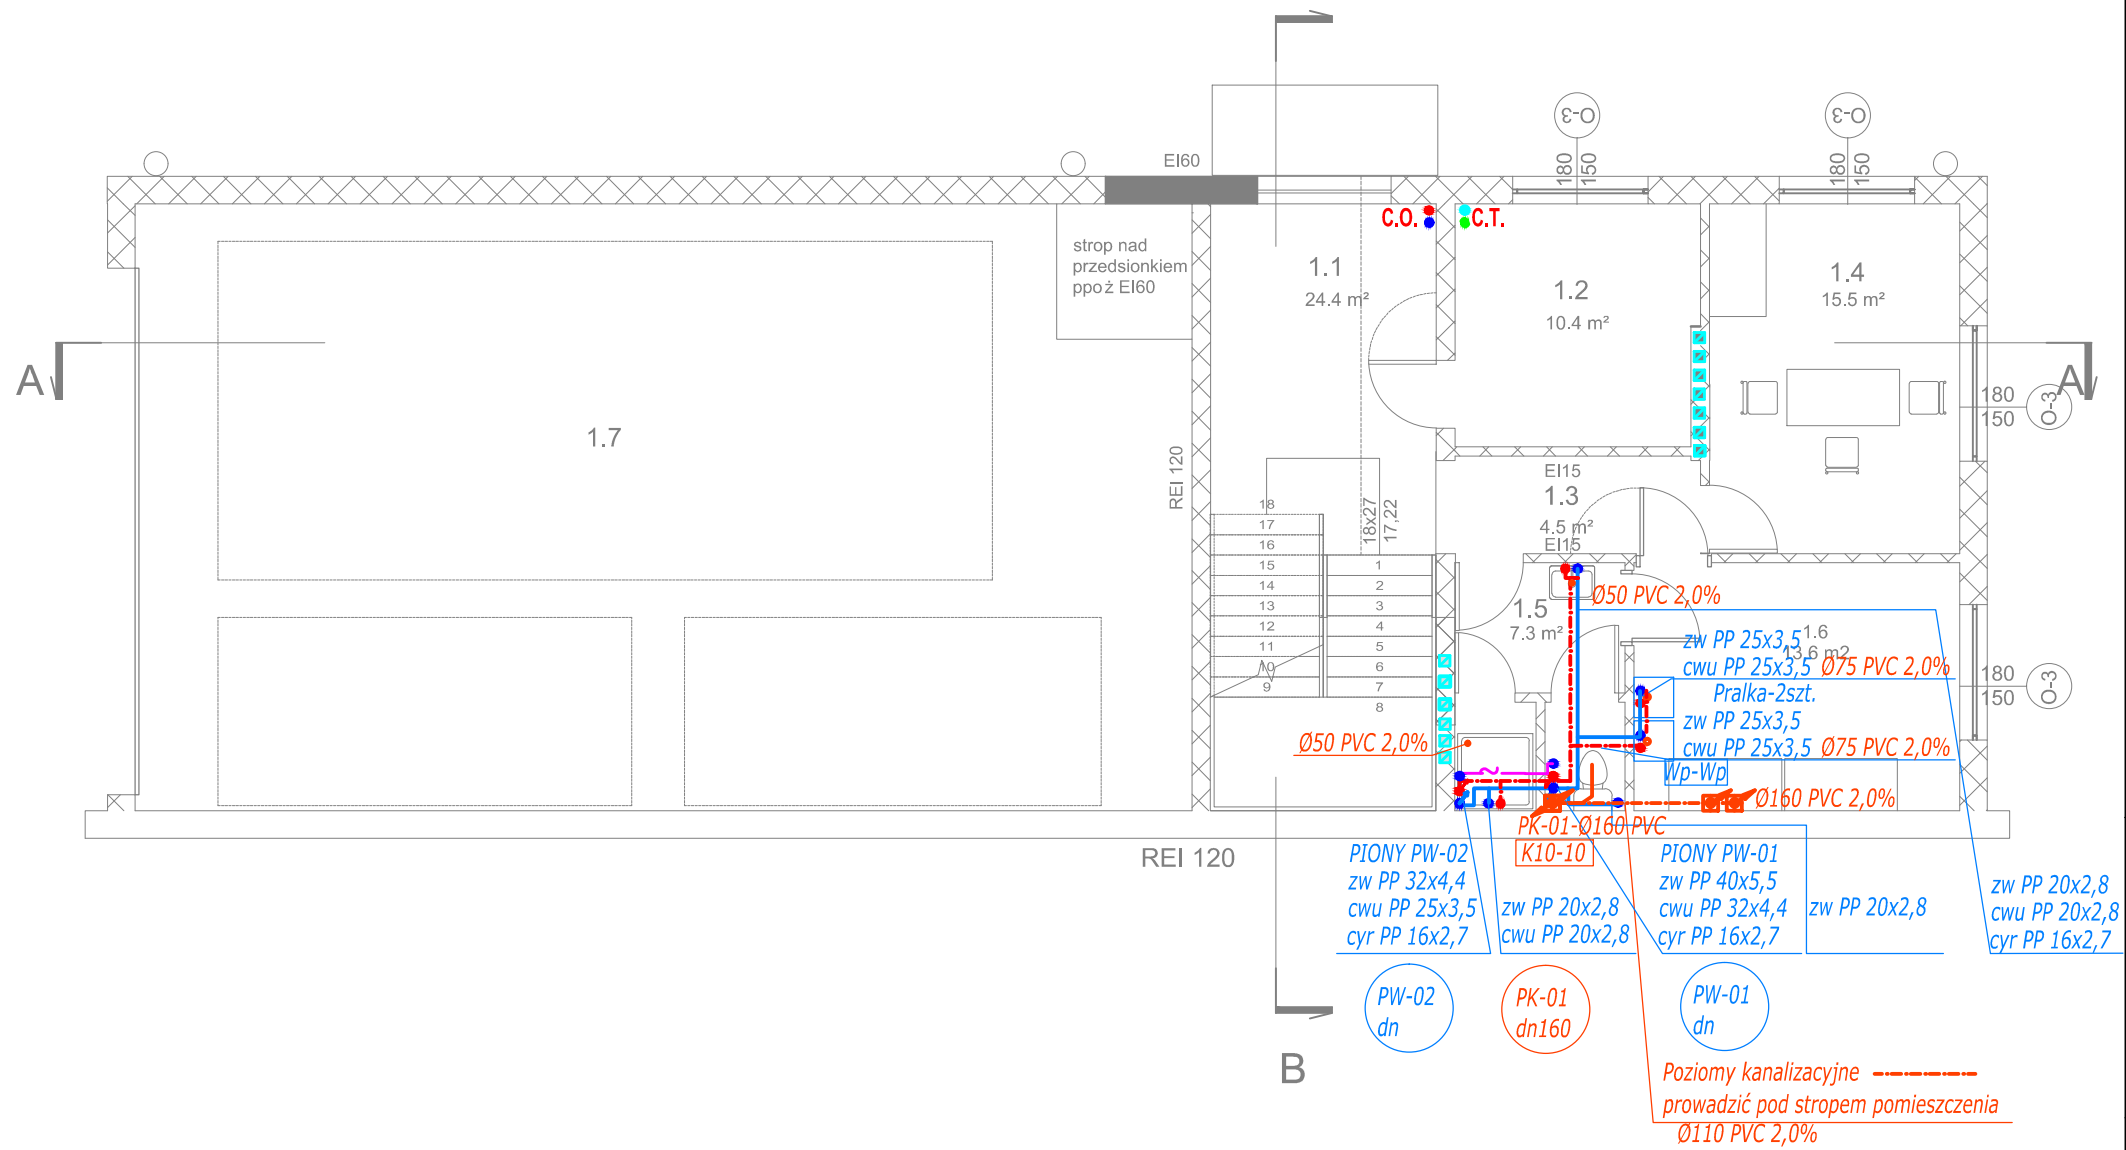 O-3
O-3
180
150
180
150
EI60
C.O.
C.T.
strop nad
przedsionkiem
ppoż EI60
1.1
24.4 m²
1.2
10.4 m²
1.4
15.5 m²
A
A
180
150
O-3
1.7
REI 120
EI15
1.3
4.5 m²
EI15
18x27
17,22
18
17
16
15
14
13
12
11
10
9
1
2
3
4
5
6
7
8
1.5
7.3 m²
Ø50 PVC 2,0%
1.6
13.6 m2
zw PP 25x3,5
cwu PP 25x3,5 Ø75 PVC 2,0%
Pralka-2szt.
zw PP 25x3,5
cwu PP 25x3,5 Ø75 PVC 2,0%
Wp-Wp
180
150
O-3
Ø50 PVC 2,0%
Ø160 PVC 2,0%
PK-01-Ø160 PVC
K10-10
REI 120
PIONY PW-02
zw PP 32x4,4
cwu PP 25x3,5
cyr PP 16x2,7
zw PP 20x2,8
cwu PP 20x2,8
PIONY PW-01
zw PP 40x5,5
cwu PP 32x4,4
cyr PP 16x2,7
zw PP 20x2,8
zw PP 20x2,8
cwu PP 20x2,8
cyr PP 16x2,7
PW-02
dn
PK-01
dn160
PW-01
dn
B
Poziomy kanalizacyjne
prowadzić pod stropem pomieszczenia
Ø110 PVC 2,0%